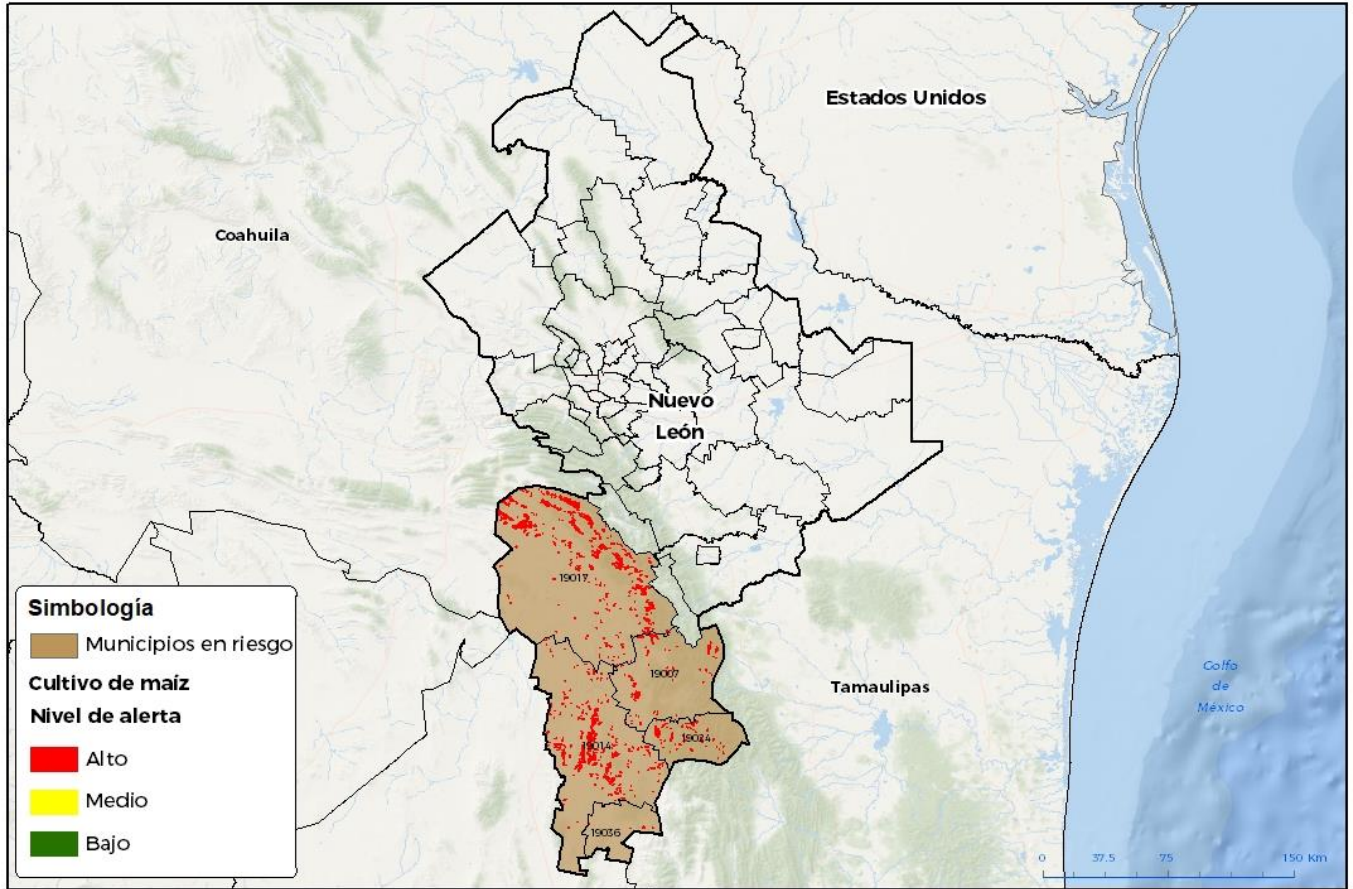 Estados Unidos
Coahuila
Nuevo
León
19017
19007
Tamaulipas
19024
19014
19036
Golfo
de
México
Simbología
Municipios en riesgo
Cultivo de maíz
Nivel de alerta
Alto
Medio
Bajo
0 37.5 75 150 Km